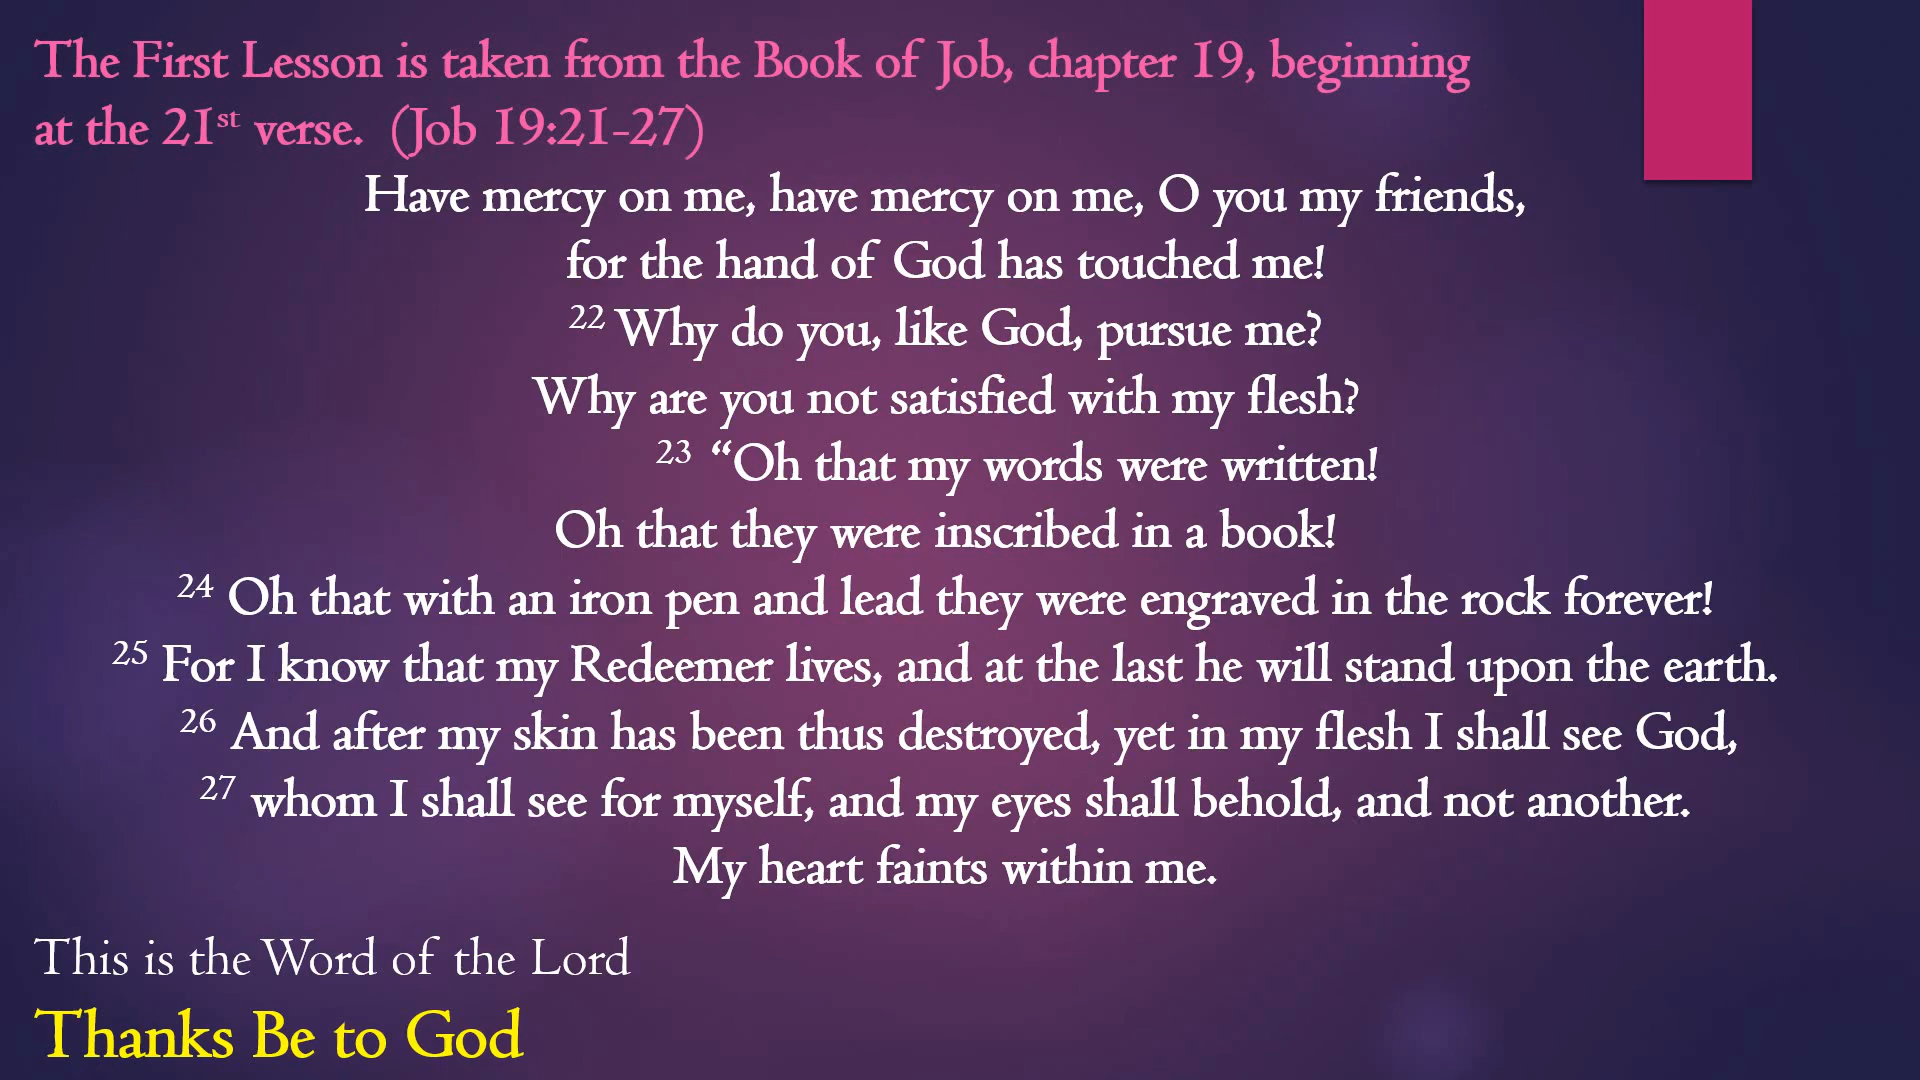 The First Lesson is taken from the Book of Job, chapter 19, beginning
at the 21st verse. (Job 19:21-27)
Have mercy on me, have mercy on me, O you my friends,
for the hand of God has touched me!
22 Why do you, like God, pursue me?
Why are you not satisfied with my flesh?
23 “Oh that my words were written!
Oh that they were inscribed in a book!
24 Oh that with an iron pen and lead they were engraved in the rock forever!
25 For I know that my Redeemer lives, and at the last he will stand upon the earth.
26 And after my skin has been thus destroyed, yet in my flesh I shall see God,
27 whom I shall see for myself, and my eyes shall behold, and not another.
My heart faints within me.
This is the Word of the Lord
Thanks Be to God